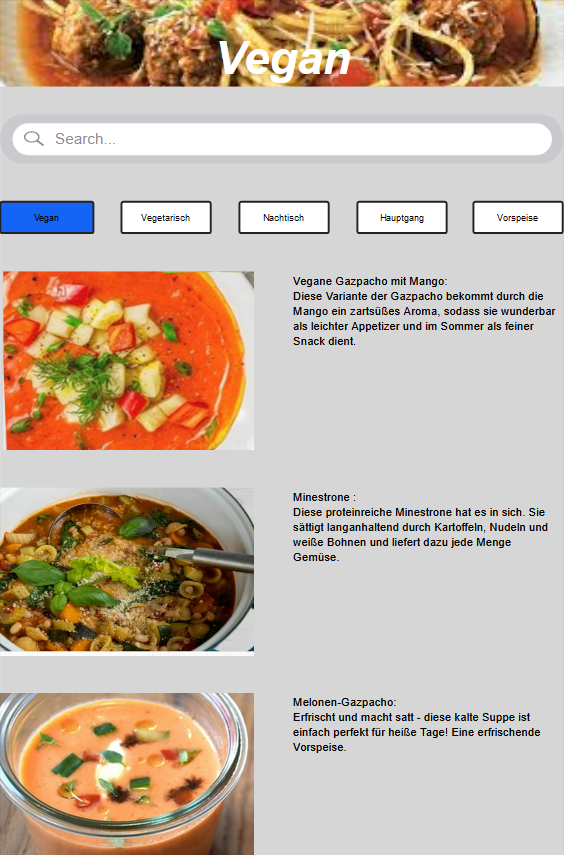 Vegan
Search...
Vegan
Vegetarisch
Nachtisch
Hauptgang
Vorspeise
Vegane Gazpacho mit Mango:
Diese Variante der Gazpacho bekommt durch die
Mango ein zartsüßes Aroma, sodass sie wunderbar
als leichter Appetizer und im Sommer als feiner
Snack dient.
Minestrone :
Diese proteinreiche Minestrone hat es in sich. Sie
sättigt langanhaltend durch Kartoffeln, Nudeln und
weiße Bohnen und liefert dazu jede Menge
Gemüse.
Melonen-Gazpacho:
Erfrischt und macht satt - diese kalte Suppe ist
einfach perfekt für heiße Tage! Eine erfrischende
Vorspeise.